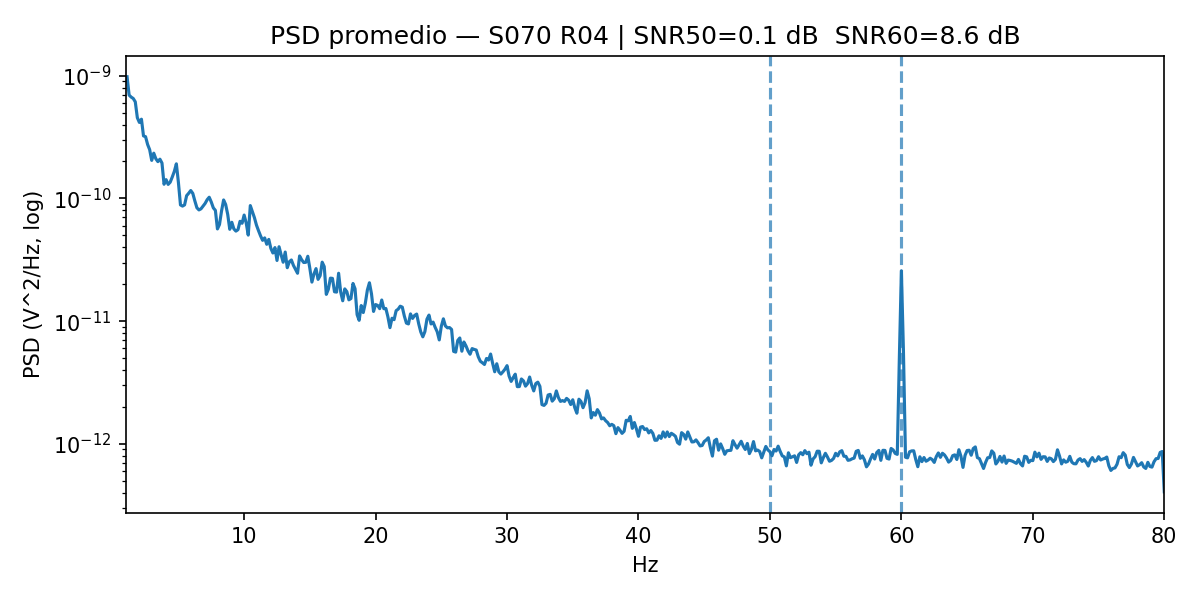 PSD promedio — S070 R04 | SNR50=0.1 dB  SNR60=8.6 dB
PSD (V^2/Hz, log)
10⁻⁹
10⁻¹⁰
10⁻¹¹
10⁻¹²
10 20 30 40 50 60 70 80
Hz